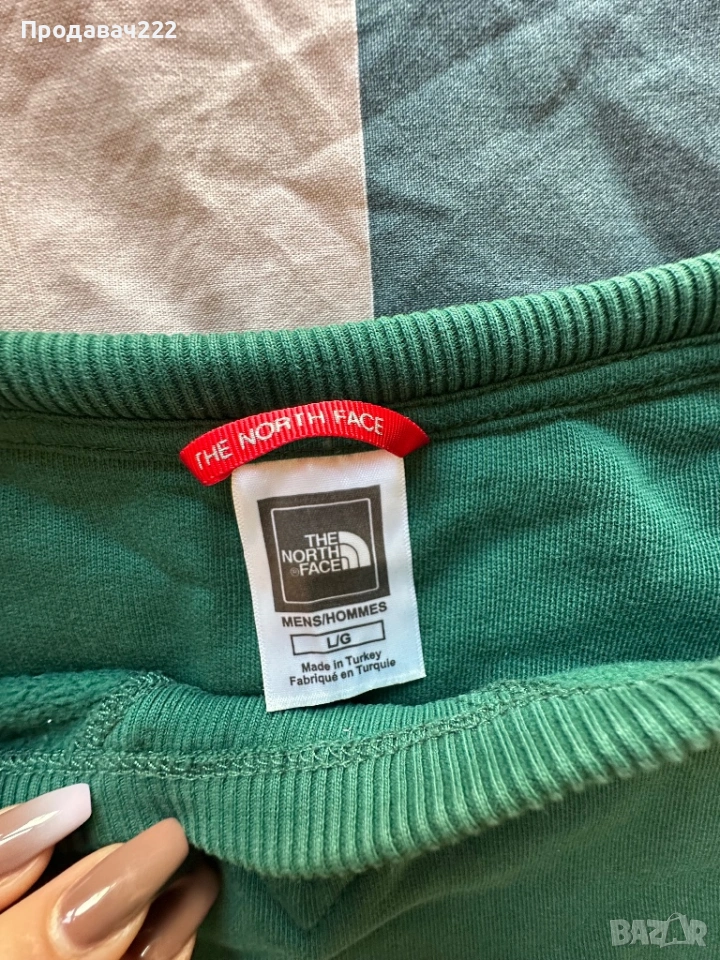 Продавач222
THE NORTH FACE
THE
NORTH
®FACE
MENS/HOMMES
L/G
Made in Turkey
Fabriqué en Turquie
BAZAR